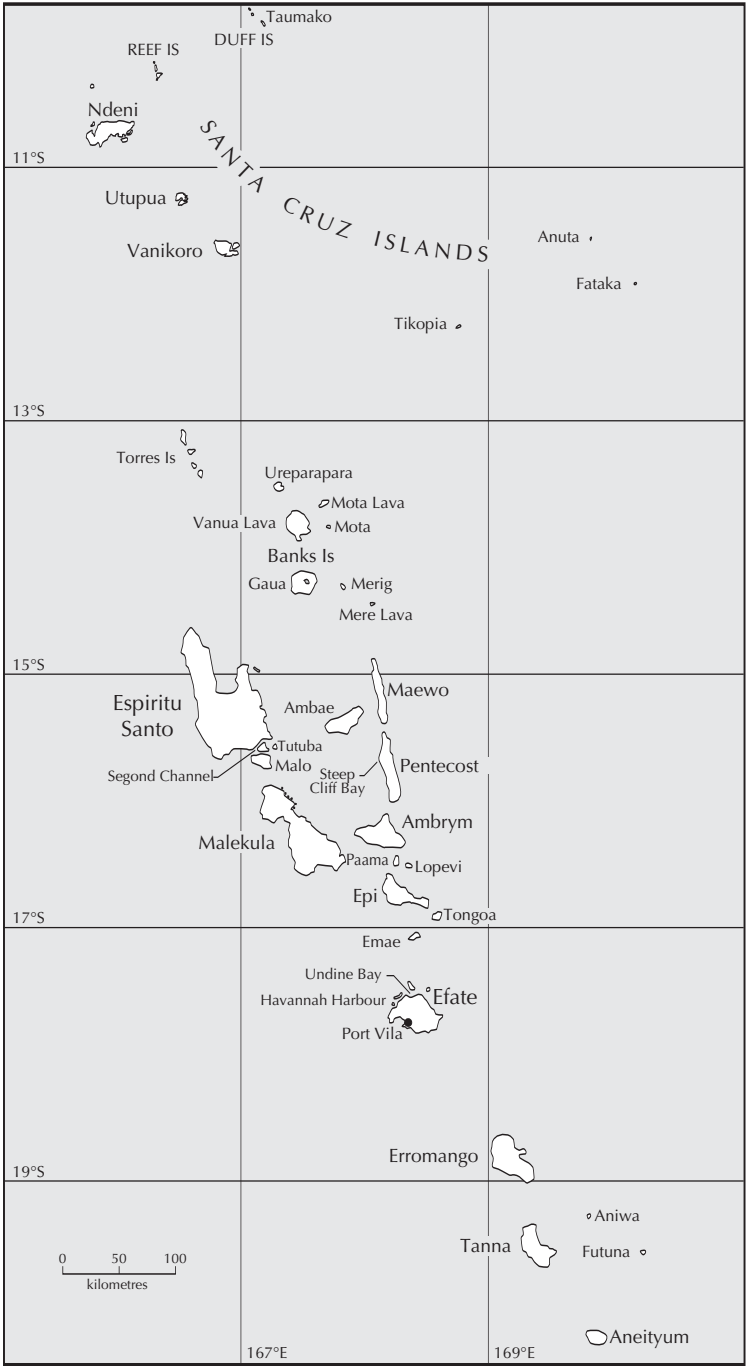 Taumako
DUFF IS
REEF IS
Ndeni
SANTA CRUZ ISLANDS
11°S
Utupua
Vanikoro
Anuta
Fataka
Tikopia
13°S
Torres Is
Ureparapara
Mota Lava
Vanua Lava
Mota
Banks Is
Gaua
Merig
Mere Lava
15°S
Maewo
Espiritu
Santo
Ambae
Tutuba
Malo
Segond Channel
Steep
Cliff Bay
Pentecost
Ambrym
Malekula
Paama
Lopevi
Epi
Tongoa
17°S
Emae
Undine Bay
Havannah Harbour
Efate
Port Vila
Erromango
19°S
Aniwa
Tanna
Futuna
0 50 100
kilometres
Aneityum
167°E
169°E